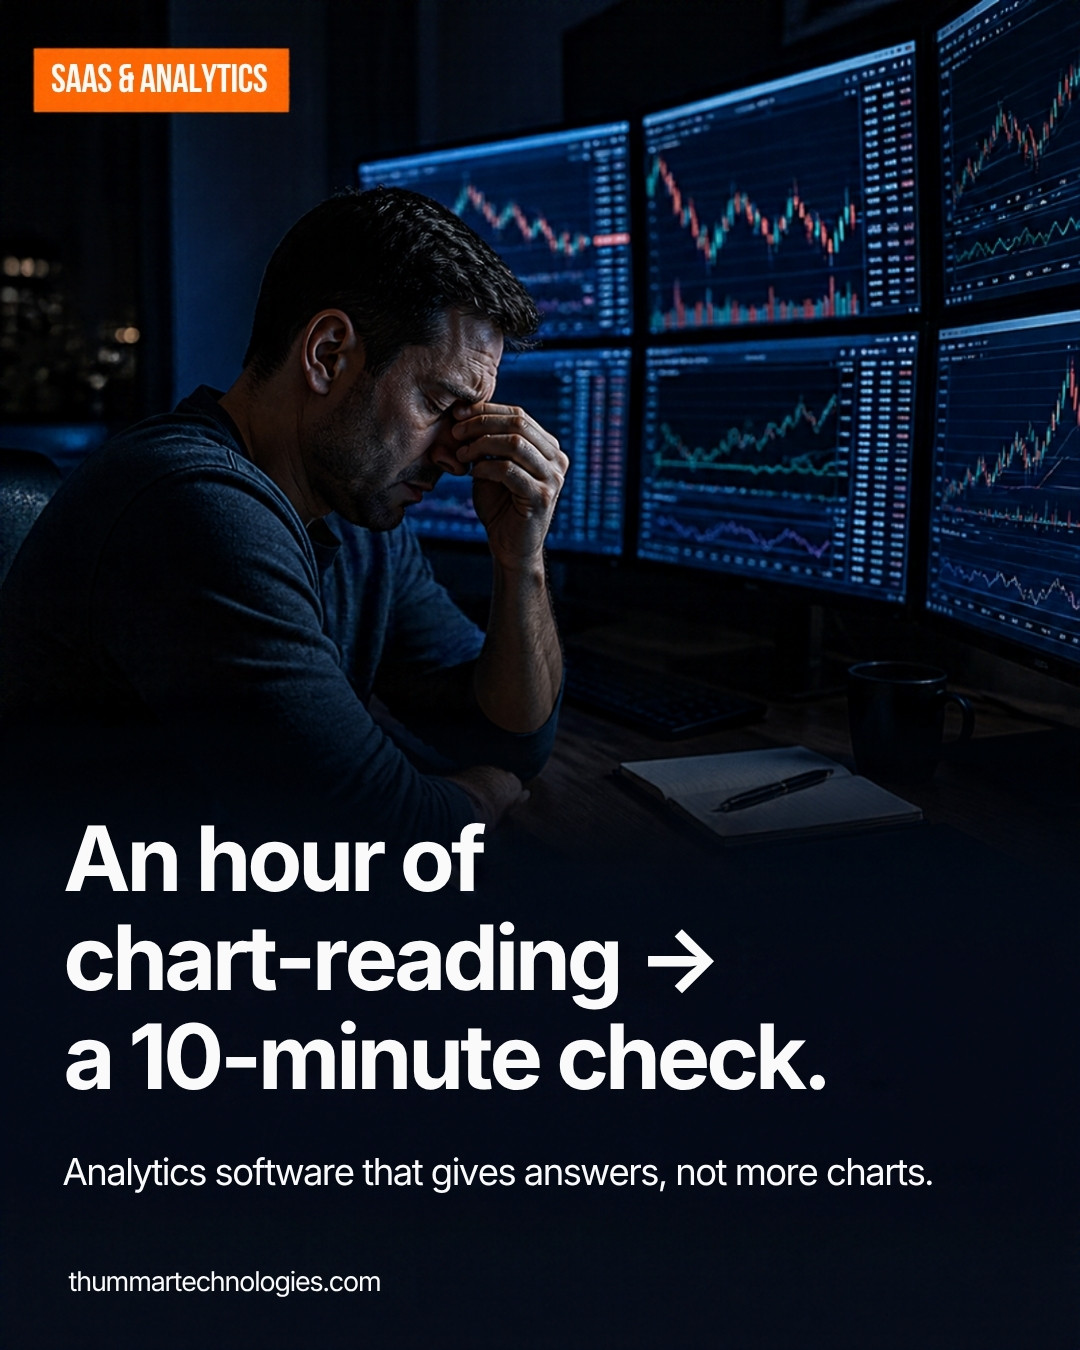 SAAS & ANALYTICS
An hour of
chart-reading →
a 10-minute check.
Analytics software that gives answers, not more charts.
thummartechnologies.com